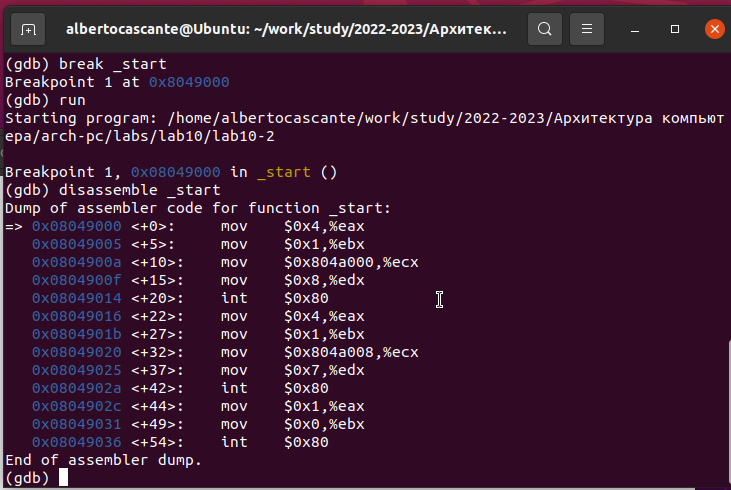 albertocascante@Ubuntu: ~/work/study/2022-2023/Архитек...
(gdb) break _start
Breakpoint 1 at 0x8049000
(gdb) run
Starting program: /home/albertocascante/work/study/2022-2023/Архитектура компьют
ера/arch-pc/labs/lab10/lab10-2
Breakpoint 1, 0x08049000 in _start ()
(gdb) disassemble _start
Dump of assembler code for function _start:
=> 0x08049000 <+0>:     mov    $0x4,%eax
   0x08049005 <+5>:     mov    $0x1,%ebx
   0x0804900a <+10>:    mov    $0x804a000,%ecx
   0x0804900f <+15>:    mov    $0x8,%edx
   0x08049014 <+20>:    int    $0x80
   0x08049016 <+22>:    mov    $0x4,%eax
   0x0804901b <+27>:    mov    $0x1,%ebx
   0x08049020 <+32>:    mov    $0x804a008,%ecx
   0x08049025 <+37>:    mov    $0x7,%edx
   0x0804902a <+42>:    int    $0x80
   0x0804902c <+44>:    mov    $0x1,%eax
   0x08049031 <+49>:    mov    $0x0,%ebx
   0x08049036 <+54>:    int    $0x80
End of assembler dump.
(gdb)